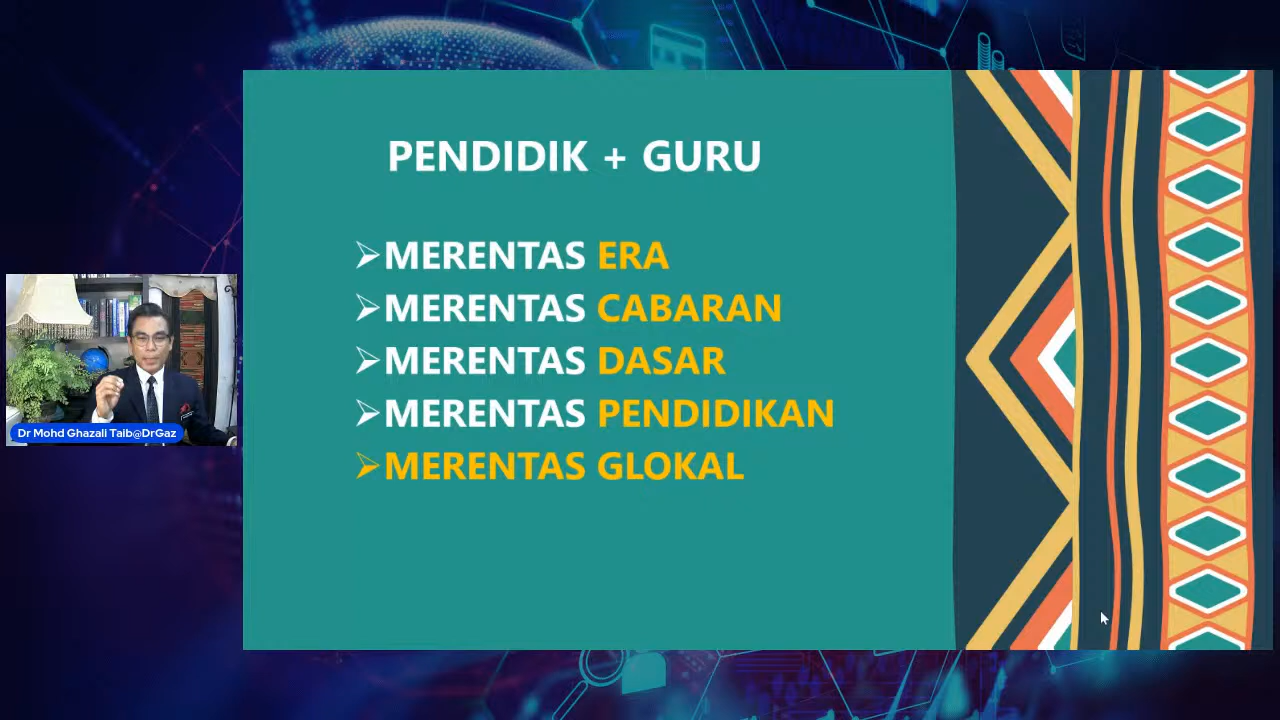 PENDIDIK + GURU
➢MERENTAS ERA
➢MERENTAS CABARAN
➢MERENTAS DASAR
➢MERENTAS PENDIDIKAN
➢MERENTAS GLOKAL
Dr Mohd Ghazali Taib@DrGaz